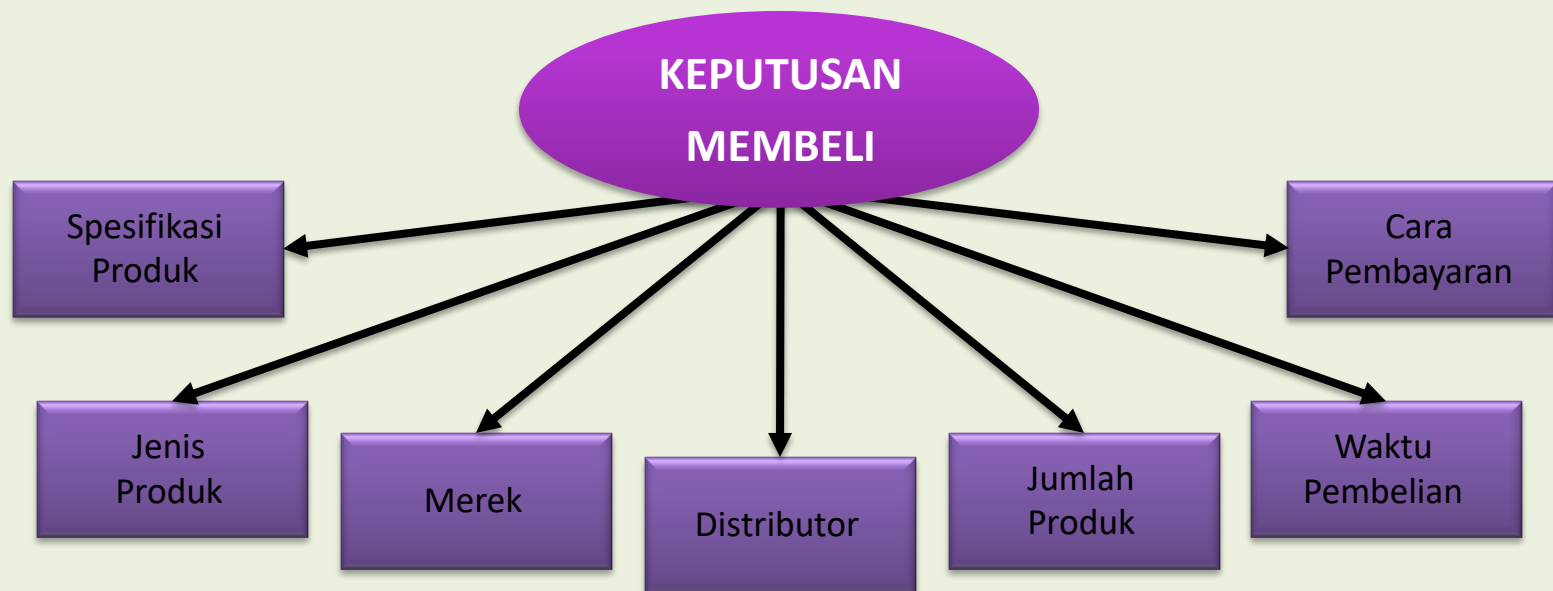 KEPUTUSAN
MEMBELI
Spesifikasi
Produk
Cara
Pembayaran
Jenis
Produk
Merek
Distributor
Jumlah
Produk
Waktu
Pembelian